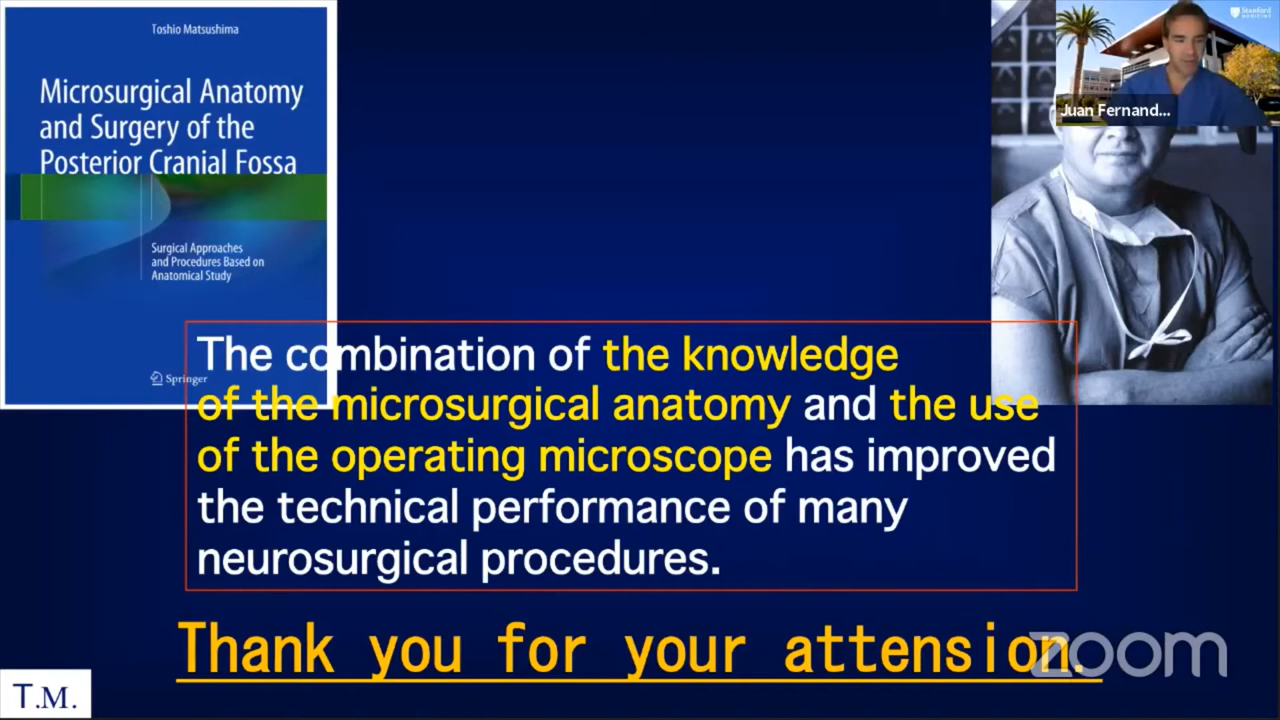 Toshio Matsushima
Microsurgical Anatomy
and Surgery of the
Posterior Cranial Fossa
Surgical Approaches
and Procedures Based on
Anatomical Study
Springer
Stanford
MEDICINE
Juan Fernand...
The combination of the knowledge
of the microsurgical anatomy and the use
of the operating microscope has improved
the technical performance of many
neurosurgical procedures.
Thank you for your attension.
zoom
T.M.